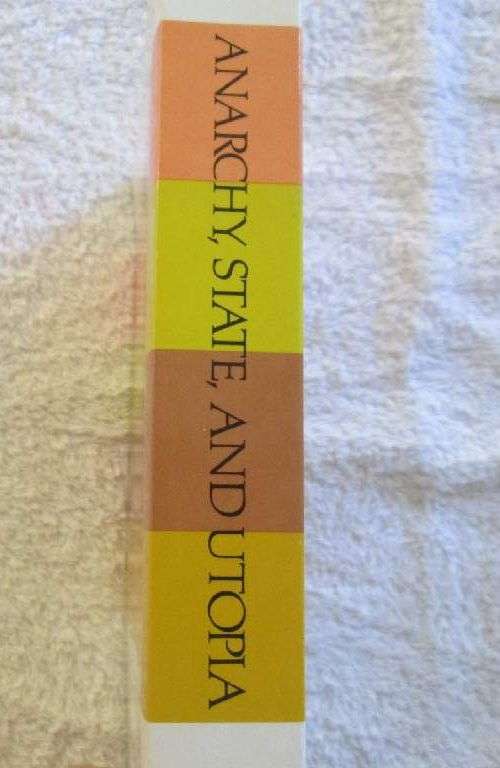 ANARCHY, STATE, AND UTOPIA